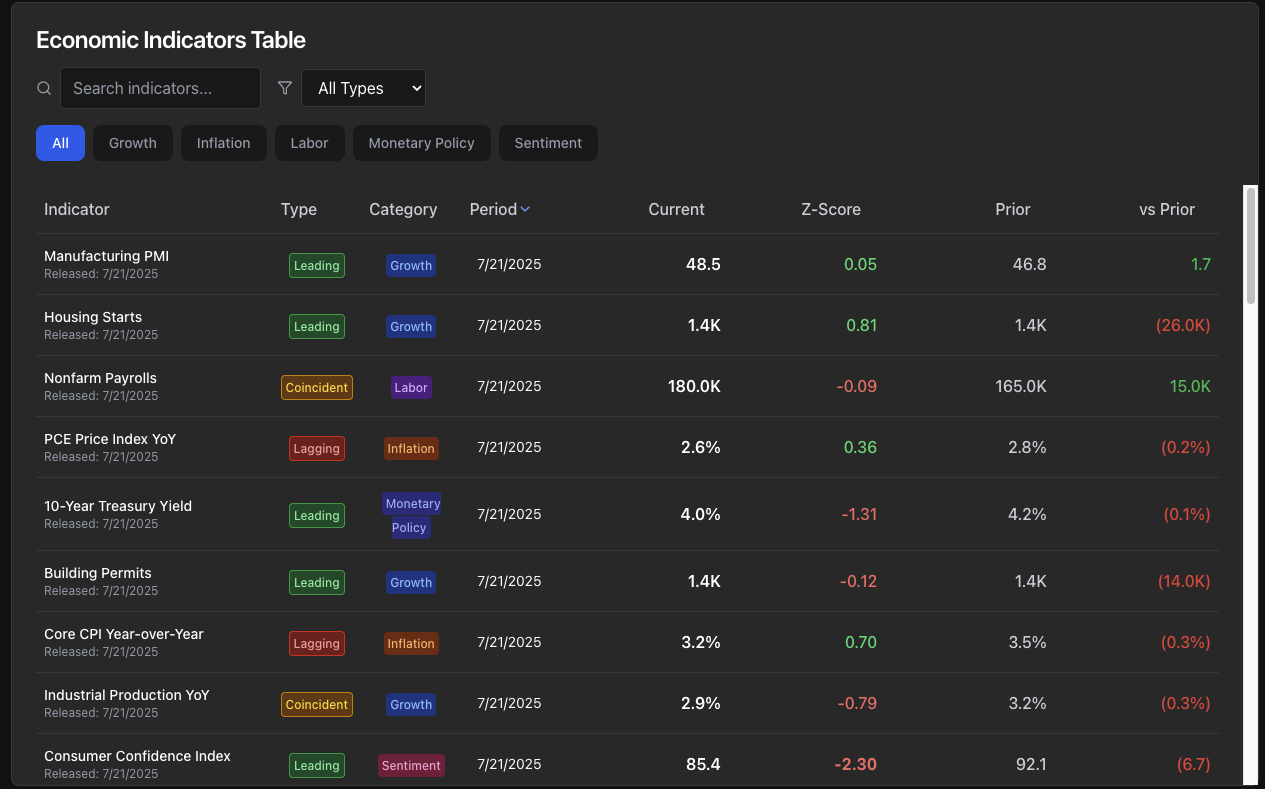 Economic Indicators Table
Search indicators...
All Types
All Growth Inflation Labor Monetary Policy Sentiment
Indicator Type Category Period Current Z-Score Prior vs Prior
Manufacturing PMI
Released: 7/21/2025
Leading Growth 7/21/2025 48.5 0.05 46.8 1.7
Housing Starts
Released: 7/21/2025
Leading Growth 7/21/2025 1.4K 0.81 1.4K (26.0K)
Nonfarm Payrolls
Released: 7/21/2025
Coincident Labor 7/21/2025 180.0K -0.09 165.0K 15.0K
PCE Price Index YoY
Released: 7/21/2025
Lagging Inflation 7/21/2025 2.6% 0.36 2.8% (0.2%)
10-Year Treasury Yield
Released: 7/21/2025
Leading Monetary
Policy
7/21/2025 4.0% -1.31 4.2% (0.1%)
Building Permits
Released: 7/21/2025
Leading Growth 7/21/2025 1.4K -0.12 1.4K (14.0K)
Core CPI Year-over-Year
Released: 7/21/2025
Lagging Inflation 7/21/2025 3.2% 0.70 3.5% (0.3%)
Industrial Production YoY
Released: 7/21/2025
Coincident Growth 7/21/2025 2.9% -0.79 3.2% (0.3%)
Consumer Confidence Index
Released: 7/21/2025
Leading Sentiment 7/21/2025 85.4 -2.30 92.1 (6.7)